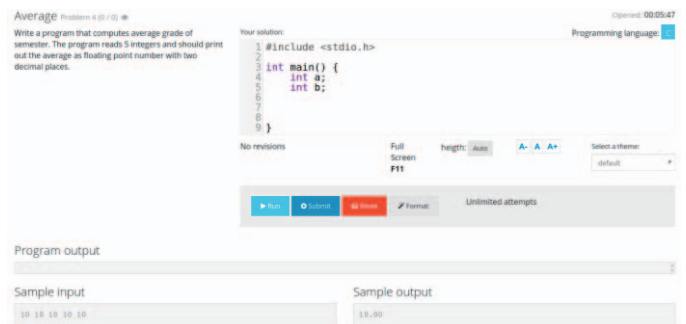 Average Problem 4 (0 / 0)
Opened: 00:05:47
Write a program that computes average grade of
semester. The program reads 5 integers and should print
out the average as floating point number with two
decimal places.
Your solution:
Programming language: C
1 #include <stdio.h>
2
3 int main() {
4 int a;
5 int b;
6
7
8
9 }
No revisions
Full
Screen
F11
heigth: Auto
A- A A+
Select a theme:
default
Run Submit Reset Format
Unlimited attempts
Program output
Sample input
10 10 10 10 10
Sample output
10.00